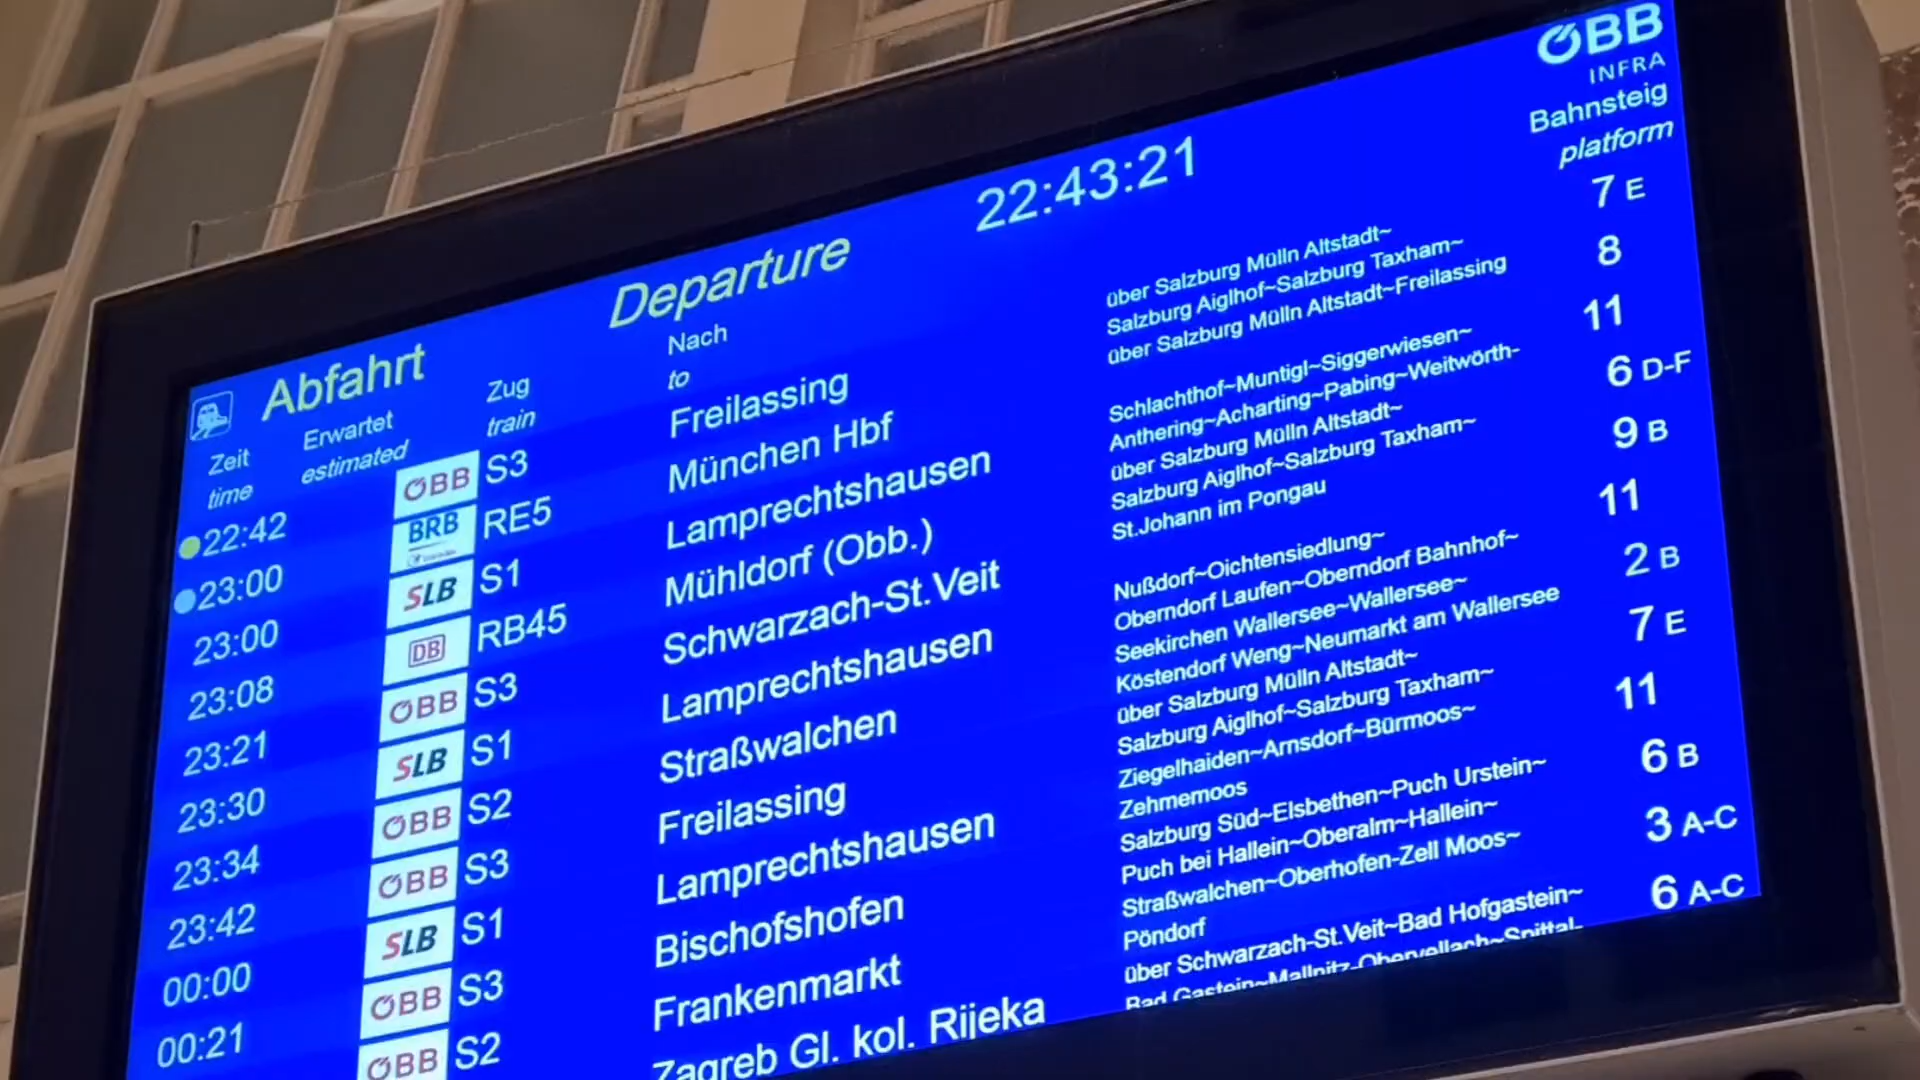 ÖBB
INFRA
Abfahrt Departure 22:43:21
Zeit Erwartet Zug Nach Bahnsteig
time estimated train to platform
22:42 ÖBB S3 Freilassing über Salzburg Mülln Altstadt~ 7 E
Salzburg Aiglhof~Salzburg Taxham~
23:00 BRB RE5 München Hbf über Salzburg Mülln Altstadt~Freilassing 8
23:00 SLB S1 Lamprechtshausen Schlachthof~Muntigl~Siggerwiesen~ 11
Anthering~Acharting~Pabing~Weitwörth-
23:08 DB RB45 Mühldorf (Obb.) über Salzburg Mülln Altstadt~ 6 D-F
Salzburg Aiglhof~Salzburg Taxham~
23:21 ÖBB S3 Schwarzach-St.Veit St.Johann im Pongau 9 B
23:30 SLB S1 Lamprechtshausen Nußdorf~Oichtensiedlung~ 11
Oberndorf Laufen~Oberndorf Bahnhof~
23:34 ÖBB S2 Straßwalchen Seekirchen Wallersee~Wallersee~ 2 B
Köstendorf Weng~Neumarkt am Wallersee
23:42 ÖBB S3 Freilassing über Salzburg Mülln Altstadt~ 7 E
Salzburg Aiglhof~Salzburg Taxham~
00:00 SLB S1 Lamprechtshausen Ziegelhaiden~Arnsdorf~Bürmoos~ 11
Zehmemoos
00:21 ÖBB S3 Bischofshofen Salzburg Süd~Elsbethen~Puch Urstein~ 6 B
Puch bei Hallein~Oberalm~Hallein~
ÖBB S2 Frankenmarkt Straßwalchen~Oberhofen-Zell Moos~ 3 A-C
Pöndorf
Zagreb Gl. kol. Rijeka über Schwarzach-St.Veit~Bad Hofgastein~ 6 A-C
Bad Gastein~Mallnitz-Obervellach~Spittal-